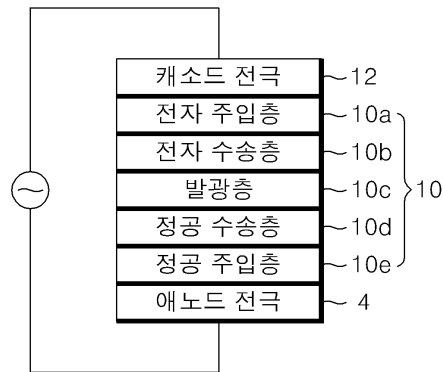 캐소드 전극 12
전자 주입층 10a
전자 수송층 10b
발광층 10c
정공 수송층 10d
정공 주입층 10e
애노드 전극 4
10